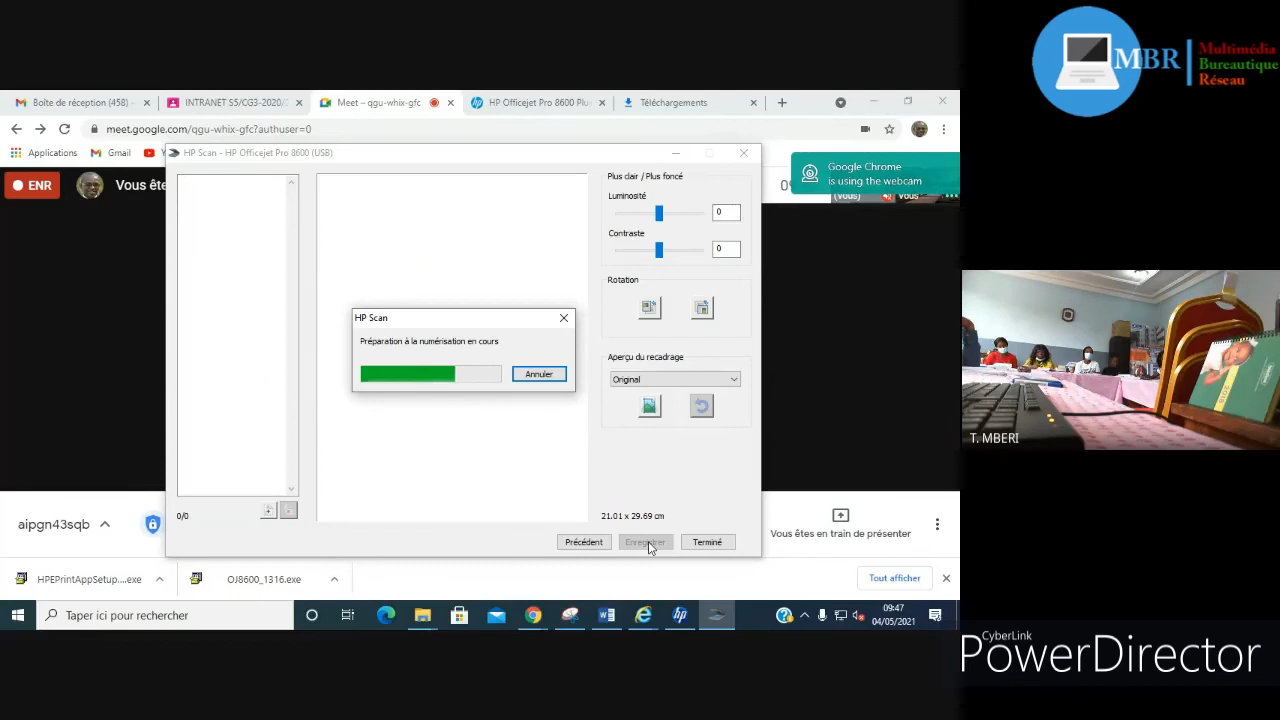 MBR
Multimédia
Bureautique
Réseau
Boîte de réception (458) -
INTRANET S5/CG3-2020/
Meet – qgu-whix-gfc
HP Officejet Pro 8600 Plu
Téléchargements
meet.google.com/qgu-whix-gfc?authuser=0
Applications
Gmail
HP Scan - HP Officejet Pro 8600 (USB)
Google Chrome
is using the webcam
ENR
Vous ête
09
(Vous)
Vous
Plus clair / Plus foncé
Luminosité
0
Contraste
0
Rotation
HP Scan
Préparation à la numérisation en cours
Annuler
Aperçu du recadrage
Original
T. MBERI
2018
0/0
21.01 x 29.69 cm
Précédent
Enregistrer
Terminé
aipgn43sqb
Vous êtes en train de présenter
HPEPrintAppSetup....exe
OJ8600_1316.exe
Tout afficher
Taper ici pour rechercher
09:47
04/05/2021
CyberLink
PowerDirector